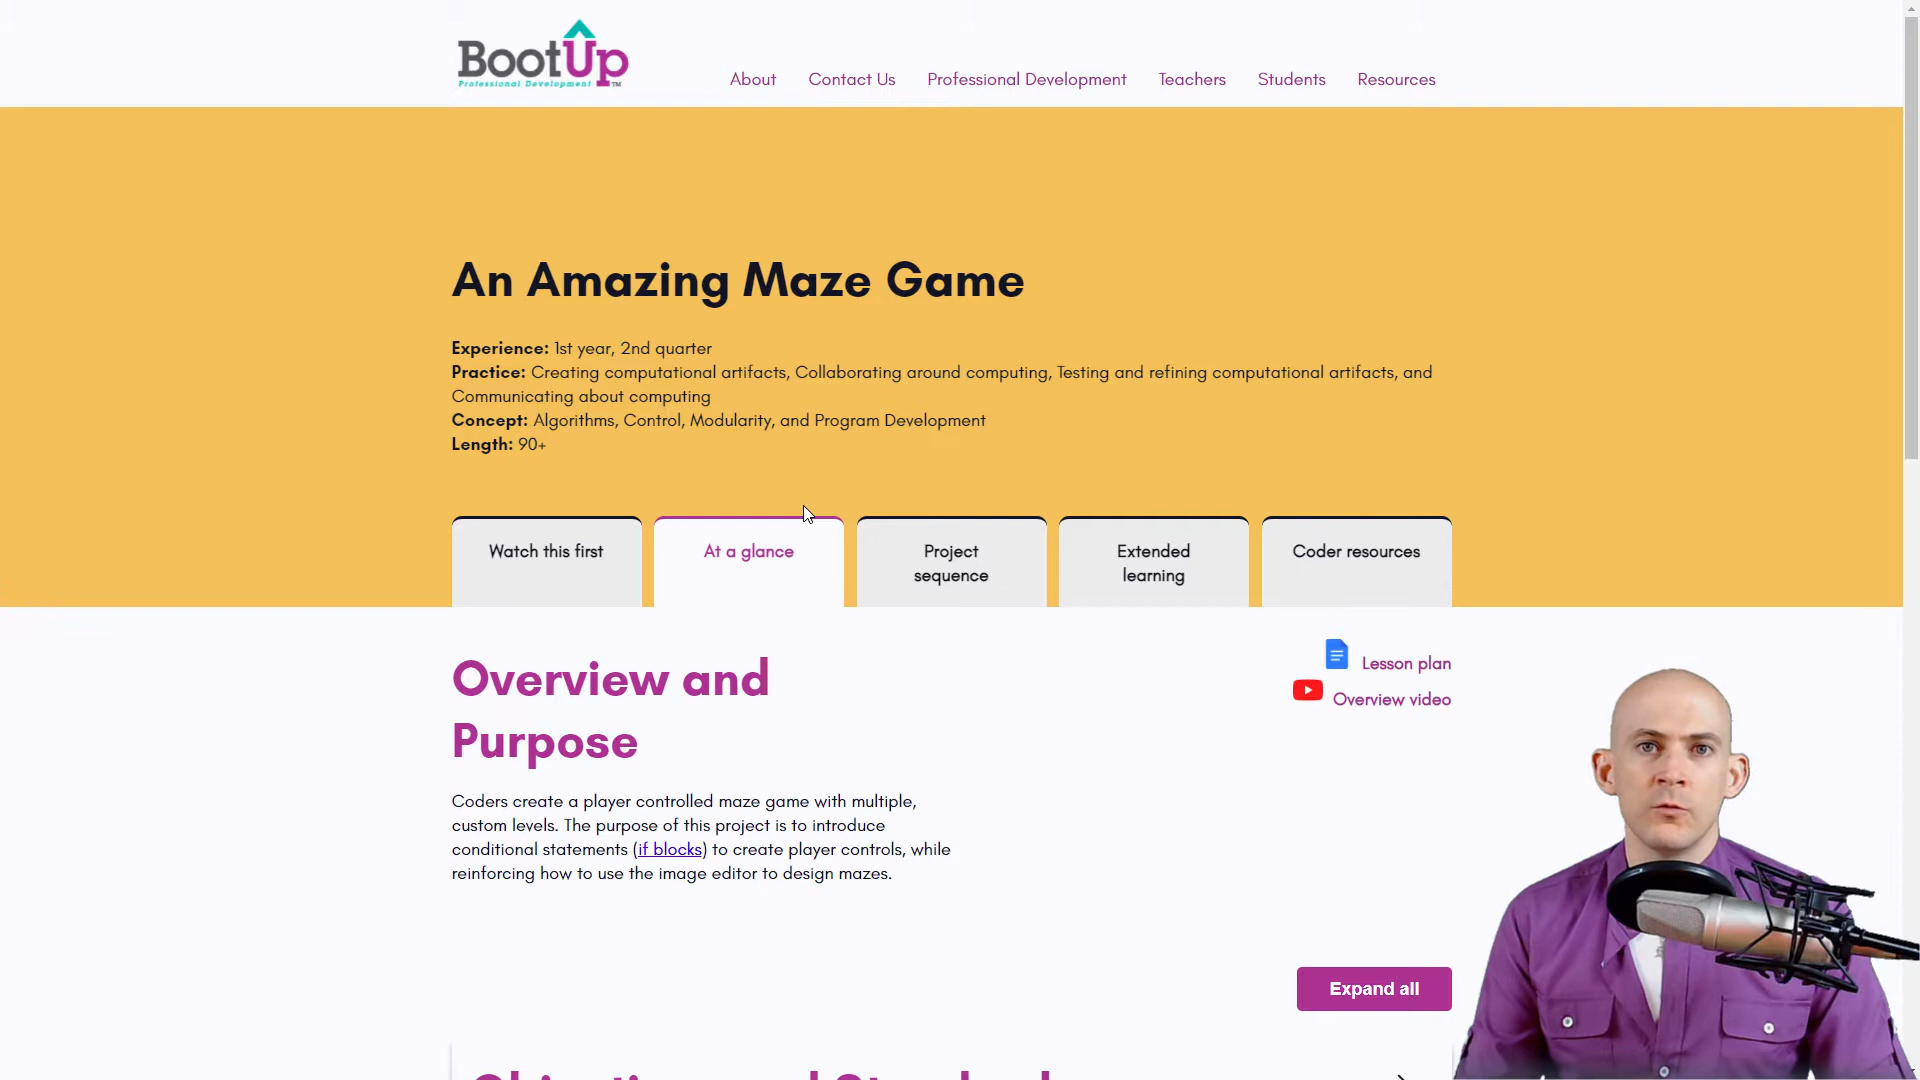 BootUp
Professional Development
TM
About
Contact Us
Professional Development
Teachers
Students
Resources
An Amazing Maze Game
Experience: 1st year, 2nd quarter
Practice: Creating computational artifacts, Collaborating around computing, Testing and refining computational artifacts, and
Communicating about computing
Concept: Algorithms, Control, Modularity, and Program Development
Length: 90+
Watch this first
At a glance
Project
sequence
Extended
learning
Coder resources
Overview and
Purpose
Lesson plan
Overview video
Coders create a player controlled maze game with multiple,
custom levels. The purpose of this project is to introduce
conditional statements (if blocks) to create player controls, while
reinforcing how to use the image editor to design mazes.
Expand all